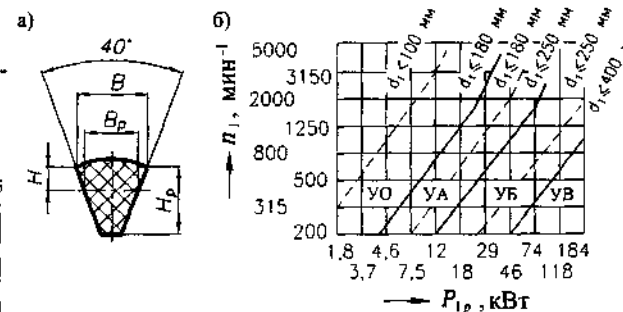 а)
40°
B
Bp
H
Hp
б)
n₁, мин⁻¹
5000
3150
2000
1250
800
500
315
200
d₁≤100 мм
d₁≤180 мм
d₁≤180 мм
d₁≤250 мм
d₁≤250 мм
d₁≤400
УО
УА
УБ
УВ
1,8 4,6 12 29 74 184
3,7 7,5 18 46 118
P₁ₚ, кВт